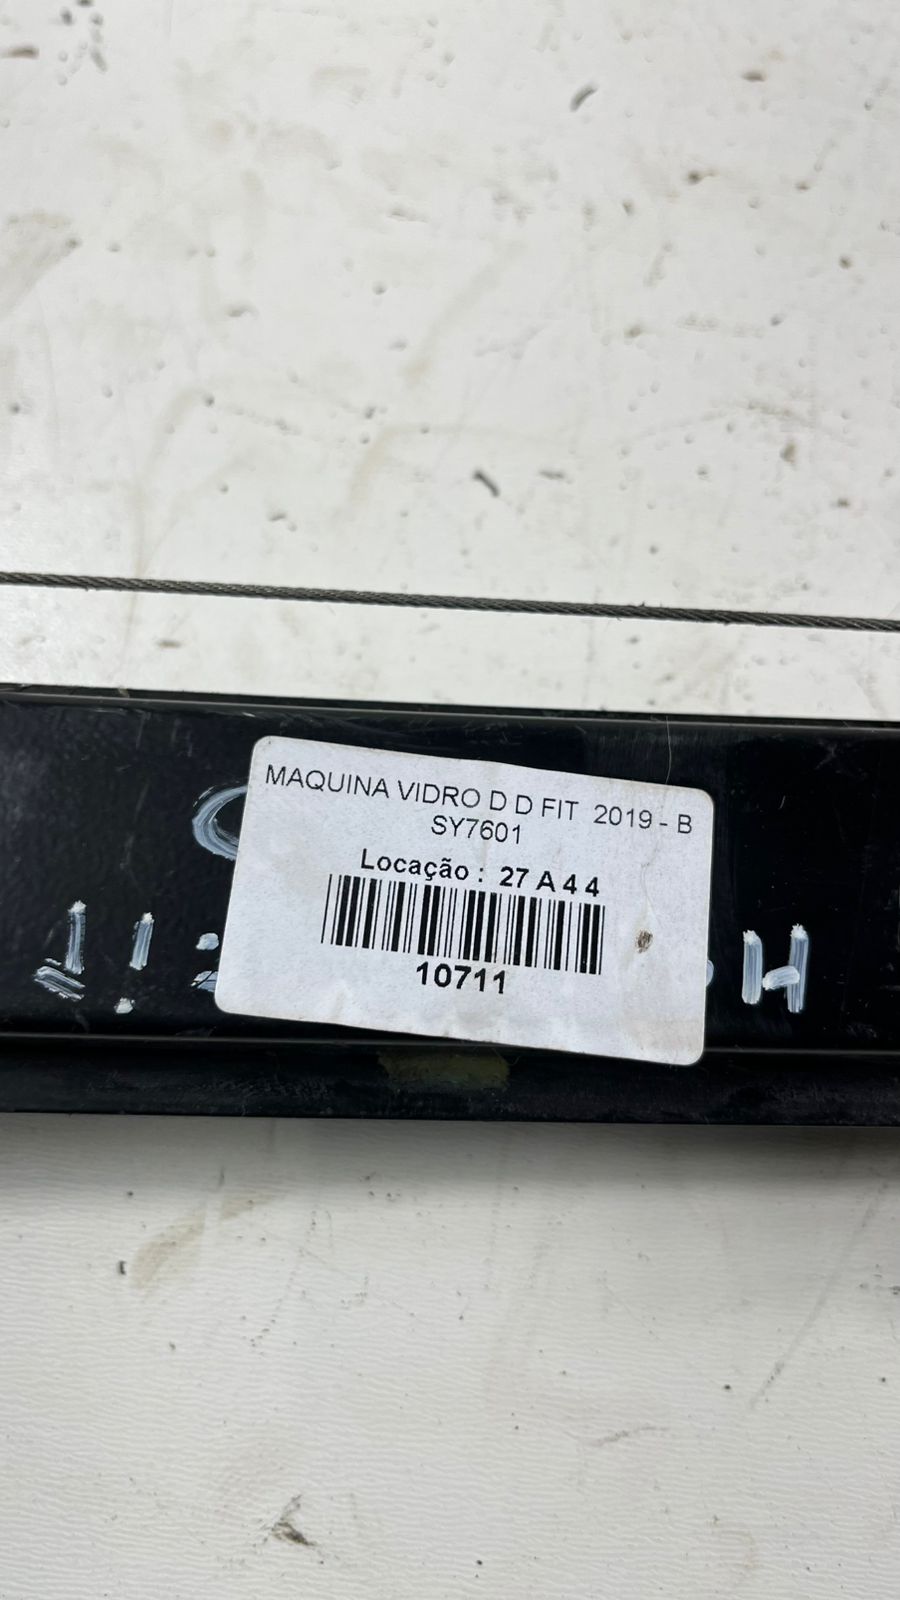 MAQUINA VIDRO D D FIT 2019 - B
SY7601
Locação : 27 A 4 4
10711